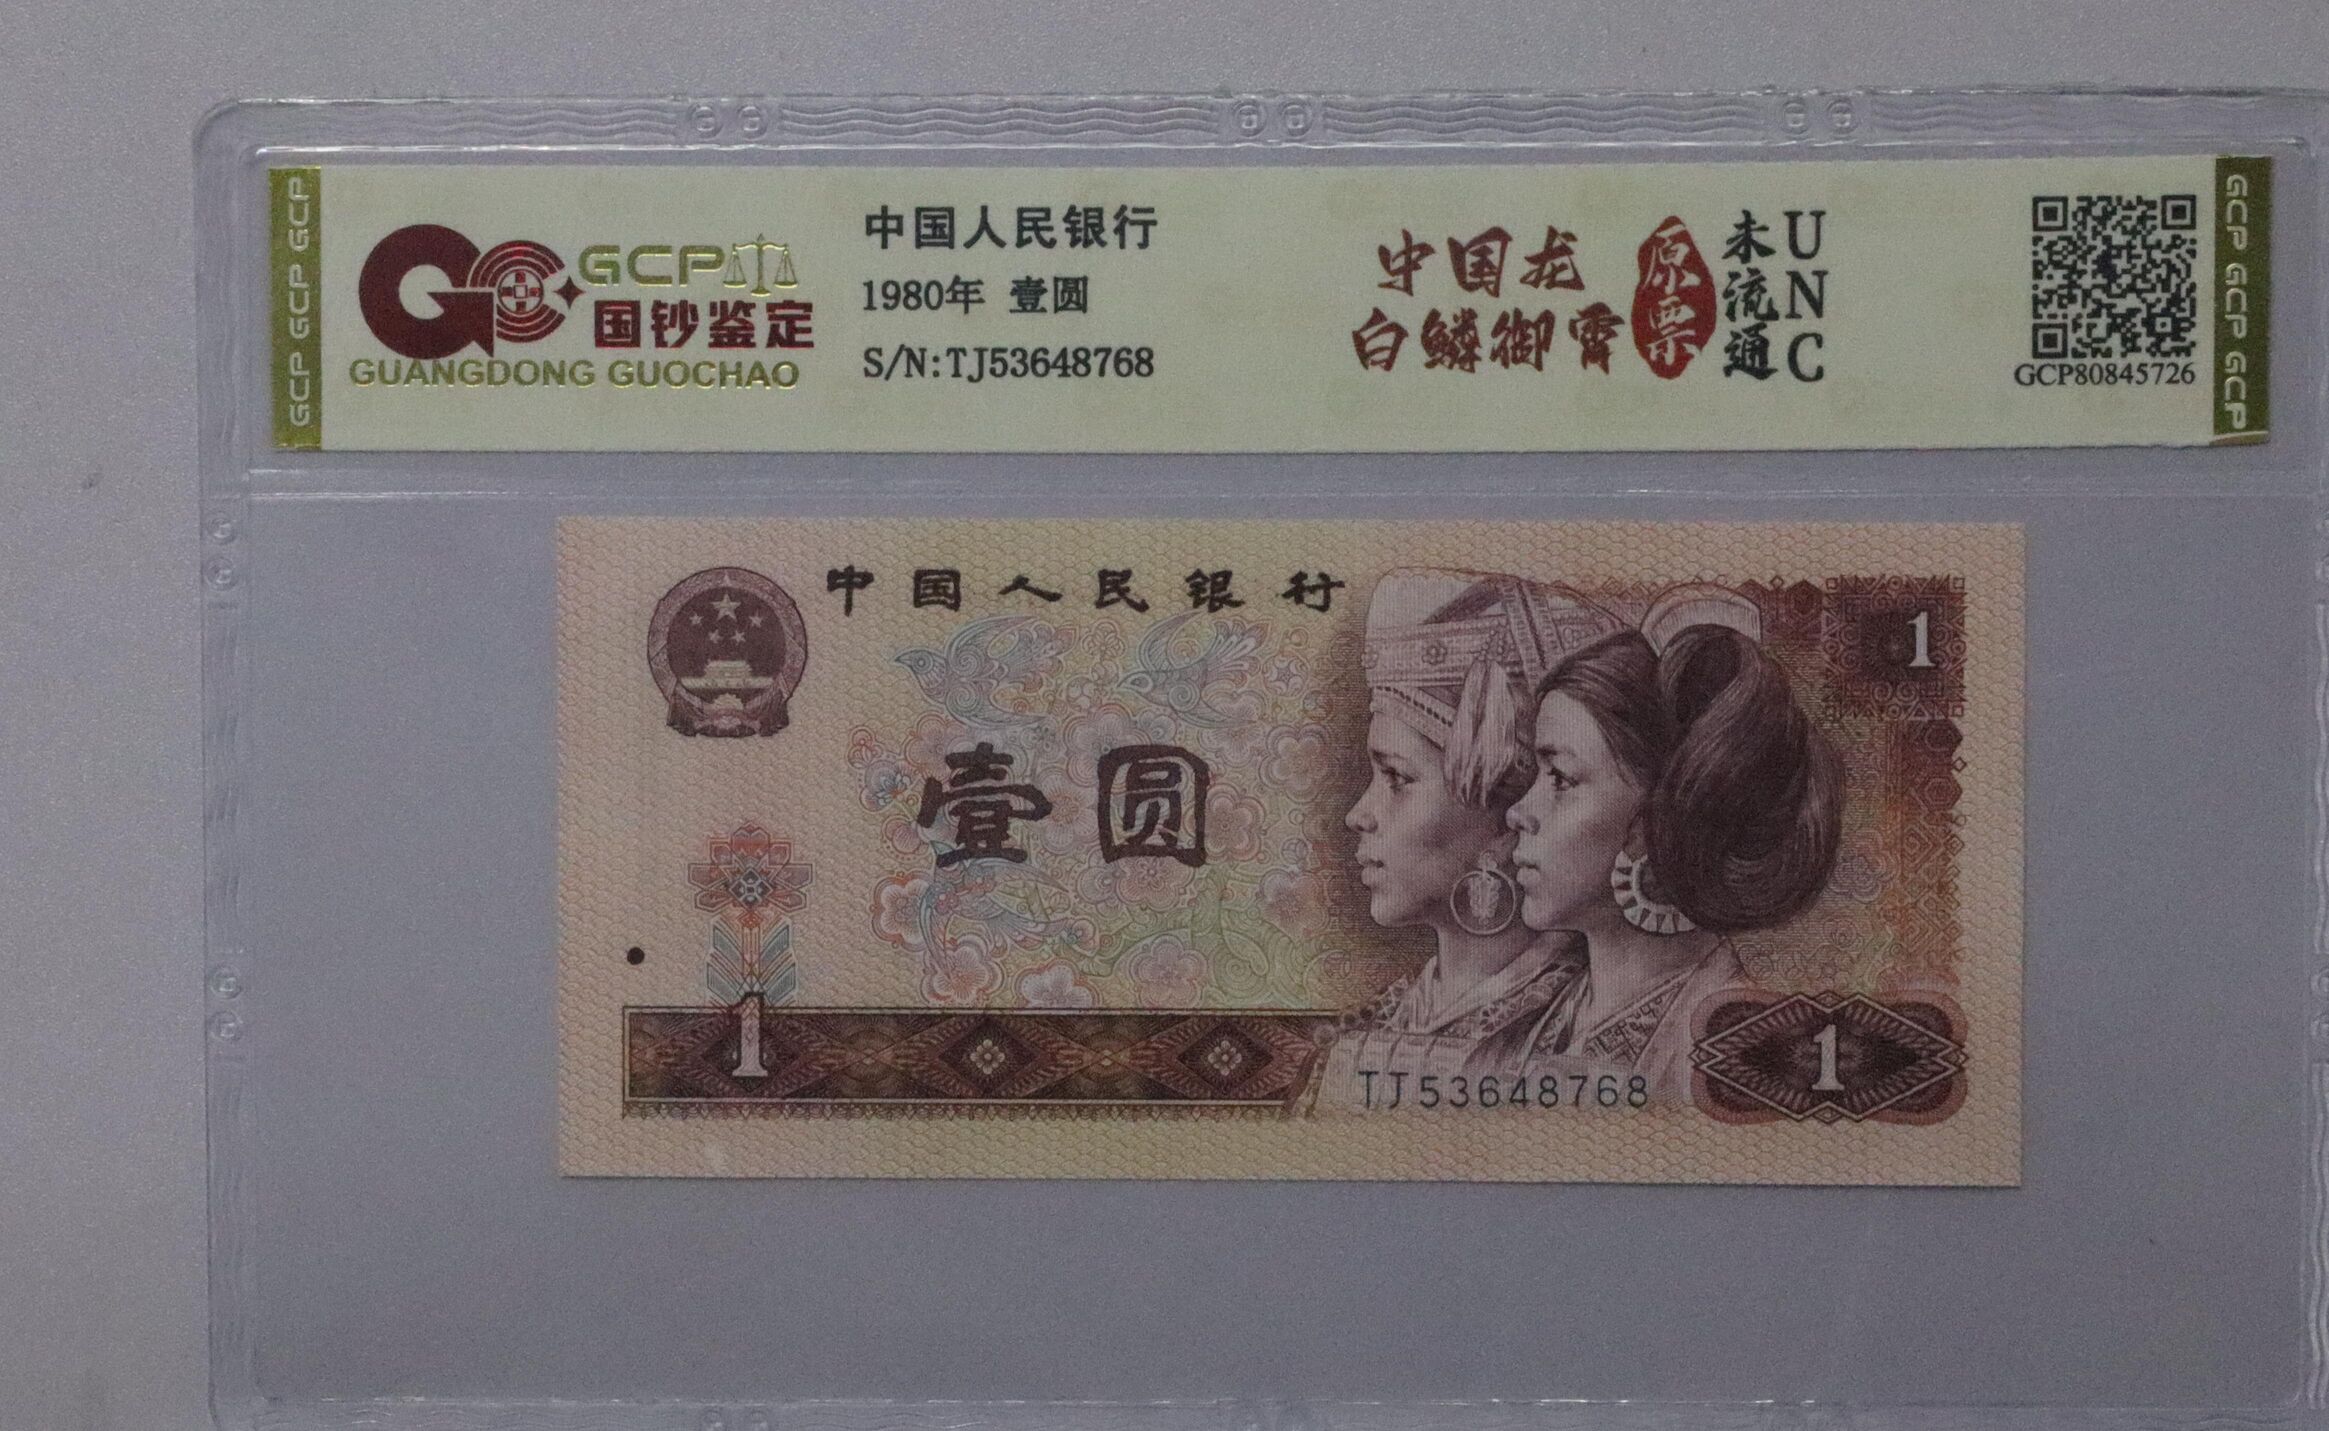 GCP GCP GCP
GCP
国钞鉴定
GUANGDONG GUOCHAO
中国人民银行
1980年 壹圆
S/N:TJ53648768
中国龙
白鳞御霄
原票
未流通
UNC
GCP80845726
GCP GCP GCP
中国人民银行
1
壹圆
1
1
TJ53648768